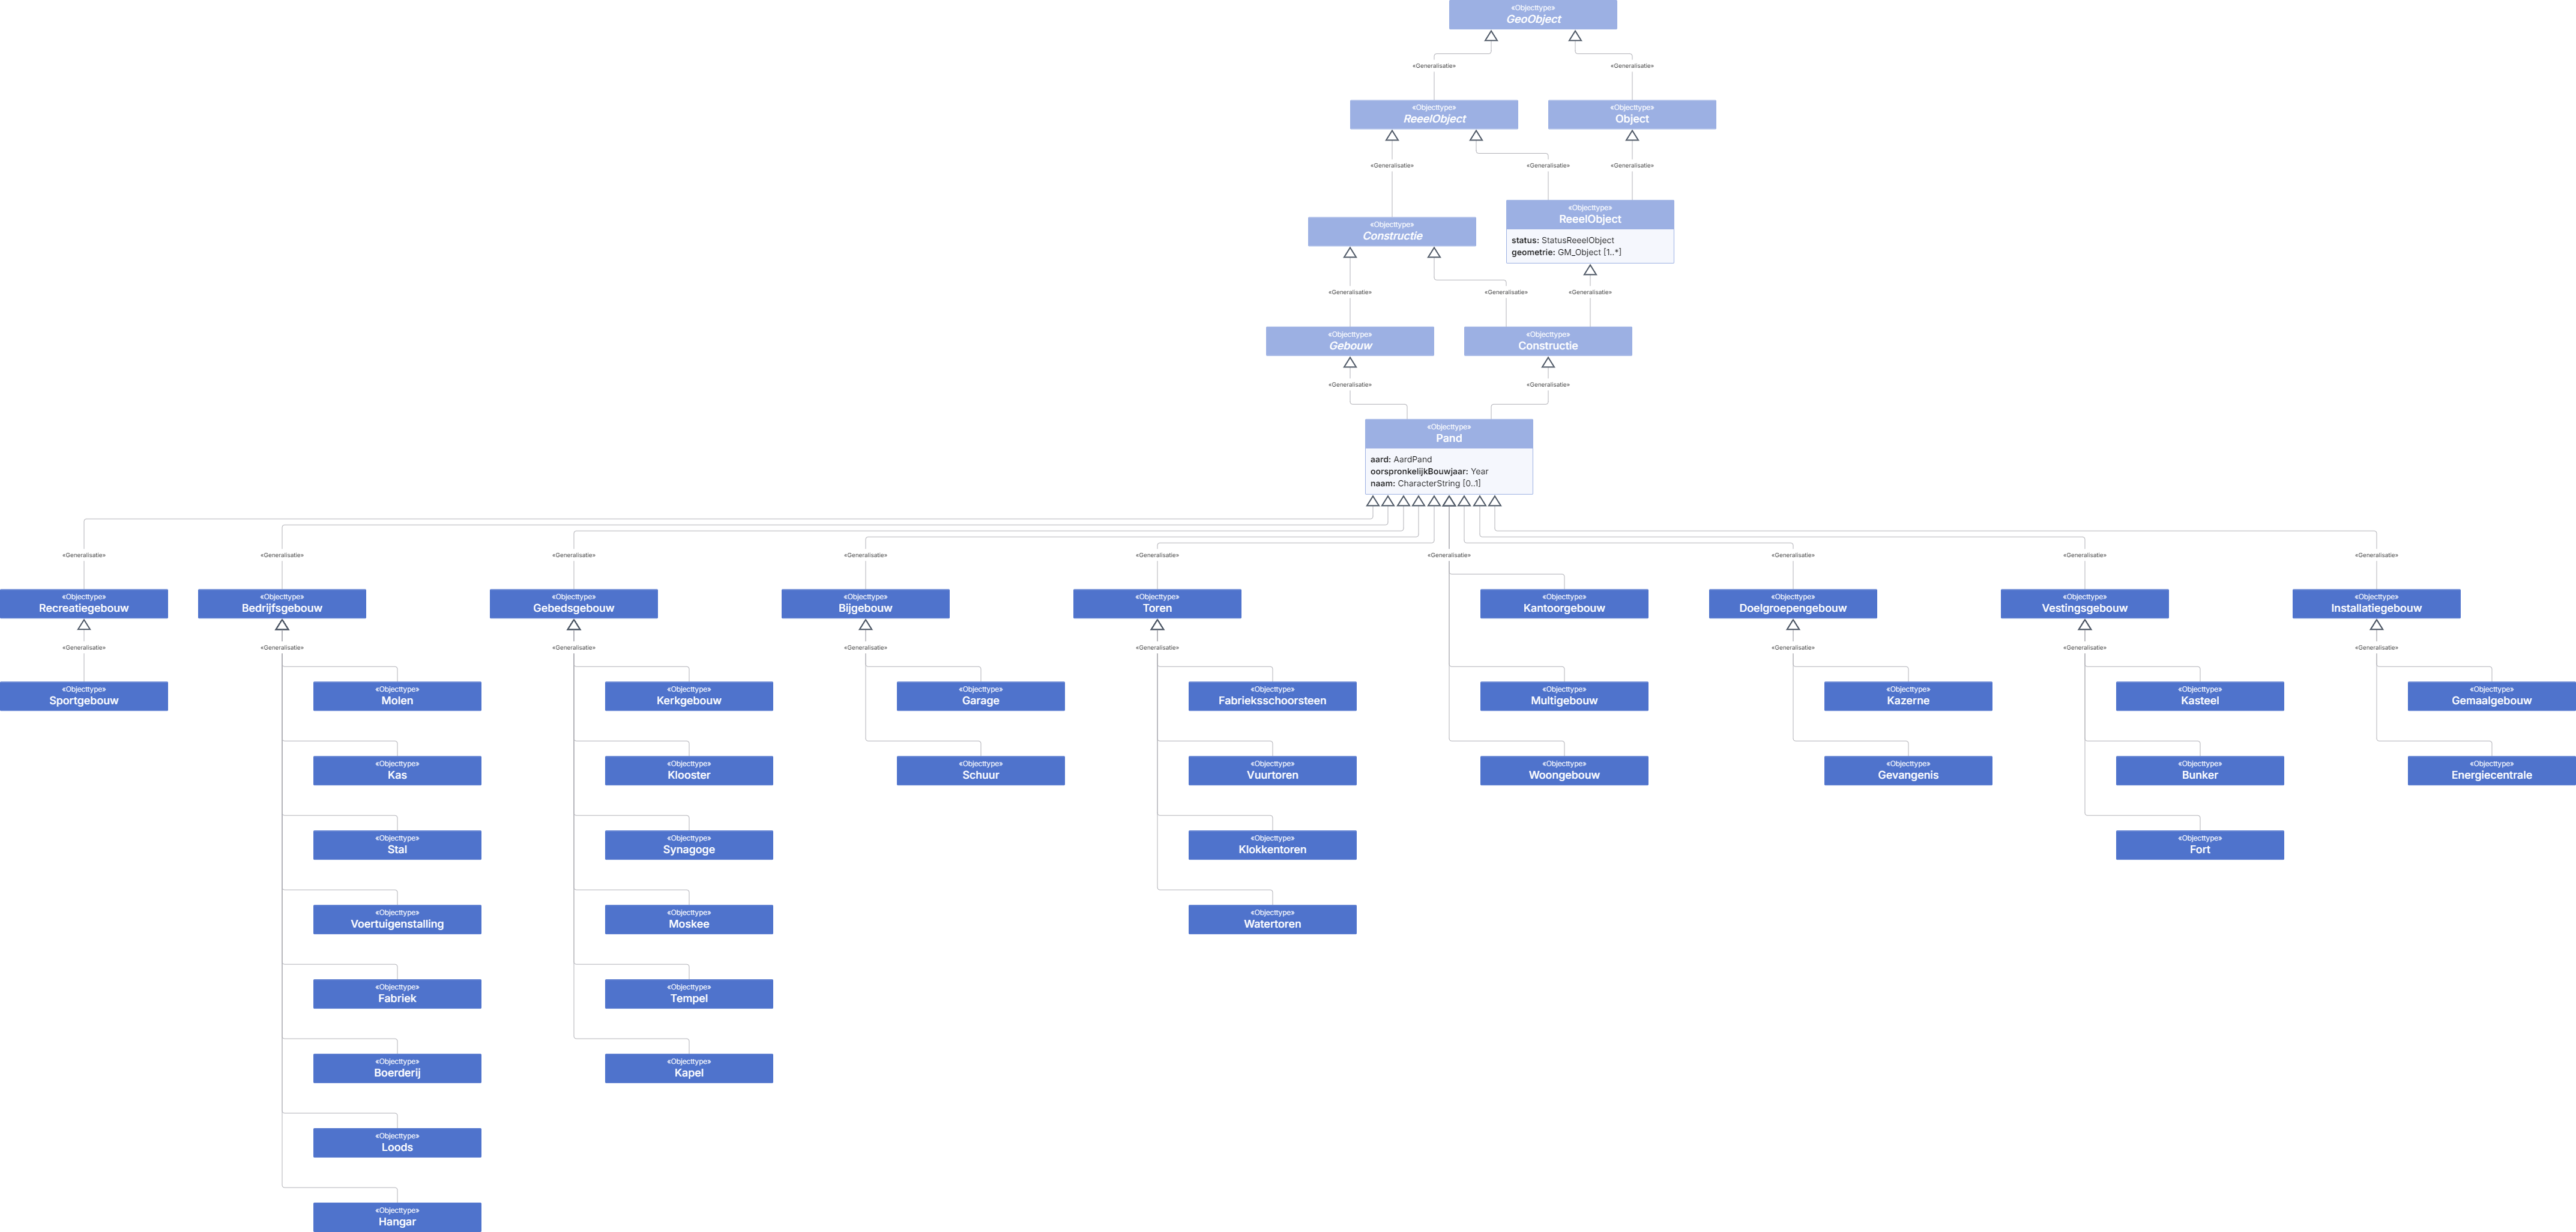 «Objecttype»
GeoObject
«Generalisatie»
«Generalisatie»
«Objecttype»
ReeelObject
«Objecttype»
Object
«Generalisatie»
«Generalisatie»
«Generalisatie»
«Objecttype»
ReeelObject
status: StatusReeelObject
geometrie: GM_Object [1..*]
«Objecttype»
Constructie
«Generalisatie»
«Generalisatie»
«Generalisatie»
«Objecttype»
Gebouw
«Objecttype»
Constructie
«Generalisatie»
«Generalisatie»
«Objecttype»
Pand
aard: AardPand
oorspronkelijkBouwjaar: Year
naam: CharacterString [0..1]
«Generalisatie»
«Generalisatie»
«Generalisatie»
«Generalisatie»
«Generalisatie»
«Generalisatie»
«Generalisatie»
«Generalisatie»
«Generalisatie»
«Objecttype»
Recreatiegebouw
«Objecttype»
Bedrijfsgebouw
«Objecttype»
Gebedsgebouw
«Objecttype»
Bijgebouw
«Objecttype»
Toren
«Objecttype»
Kantoorgebouw
«Objecttype»
Doelgroepengebouw
«Objecttype»
Vestingsgebouw
«Objecttype»
Installatiegebouw
«Generalisatie»
«Generalisatie»
«Generalisatie»
«Generalisatie»
«Generalisatie»
«Generalisatie»
«Generalisatie»
«Generalisatie»
«Objecttype»
Sportgebouw
«Objecttype»
Molen
«Objecttype»
Kerkgebouw
«Objecttype»
Garage
«Objecttype»
Fabrieksschoorsteen
«Objecttype»
Multigebouw
«Objecttype»
Kazerne
«Objecttype»
Kasteel
«Objecttype»
Gemaalgebouw
«Objecttype»
Kas
«Objecttype»
Klooster
«Objecttype»
Schuur
«Objecttype»
Vuurtoren
«Objecttype»
Woongebouw
«Objecttype»
Gevangenis
«Objecttype»
Bunker
«Objecttype»
Energiecentrale
«Objecttype»
Stal
«Objecttype»
Synagoge
«Objecttype»
Klokkentoren
«Objecttype»
Fort
«Objecttype»
Voertuigenstalling
«Objecttype»
Moskee
«Objecttype»
Watertoren
«Objecttype»
Fabriek
«Objecttype»
Tempel
«Objecttype»
Boerderij
«Objecttype»
Kapel
«Objecttype»
Loods
«Objecttype»
Hangar